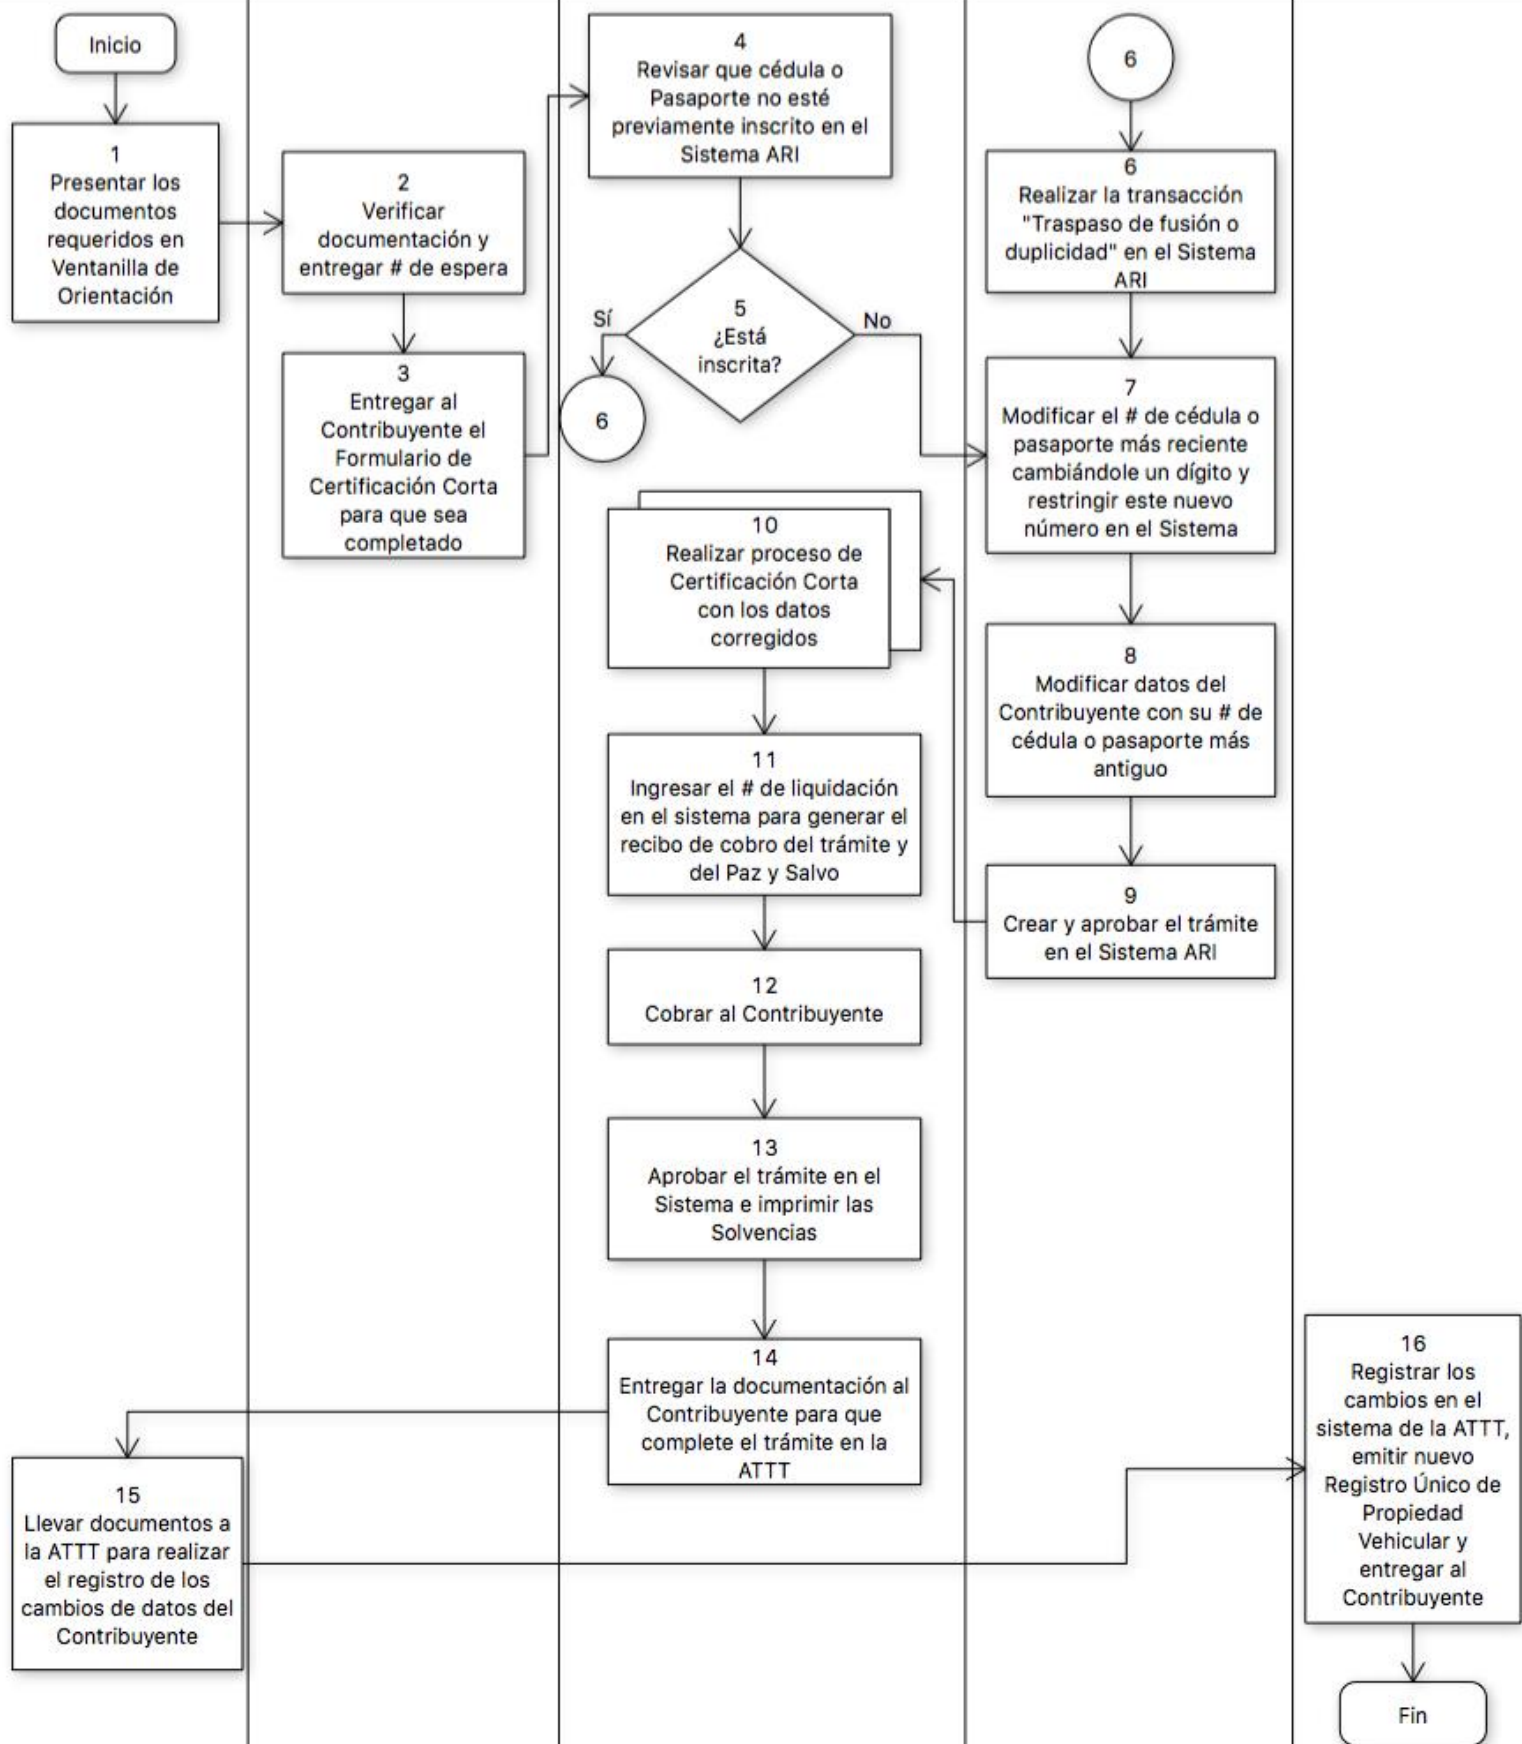 Inicio
1
Presentar los
documentos
requeridos en
Ventanilla de
Orientación
2
Verificar
documentación y
entregar # de espera
3
Entregar al
Contribuyente el
Formulario de
Certificación Corta
para que sea
completado
4
Revisar que cédula o
Pasaporte no esté
previamente inscrito en el
Sistema ARI
5
¿Está
inscrita?
Sí
No
6
6
6
Realizar la transacción
"Traspaso de fusión o
duplicidad" en el Sistema
ARI
7
Modificar el # de cédula o
pasaporte más reciente
cambiándole un dígito y
restringir este nuevo
número en el Sistema
8
Modificar datos del
Contribuyente con su # de
cédula o pasaporte más
antiguo
9
Crear y aprobar el trámite
en el Sistema ARI
10
Realizar proceso de
Certificación Corta
con los datos
corregidos
11
Ingresar el # de liquidación
en el sistema para generar el
recibo de cobro del trámite y
del Paz y Salvo
12
Cobrar al Contribuyente
13
Aprobar el trámite en el
Sistema e imprimir las
Solvencias
14
Entregar la documentación al
Contribuyente para que
complete el trámite en la
ATTT
15
Llevar documentos a
la ATTT para realizar
el registro de los
cambios de datos del
Contribuyente
16
Registrar los
cambios en el
sistema de la ATTT,
emitir nuevo
Registro Único de
Propiedad
Vehicular y
entregar al
Contribuyente
Fin